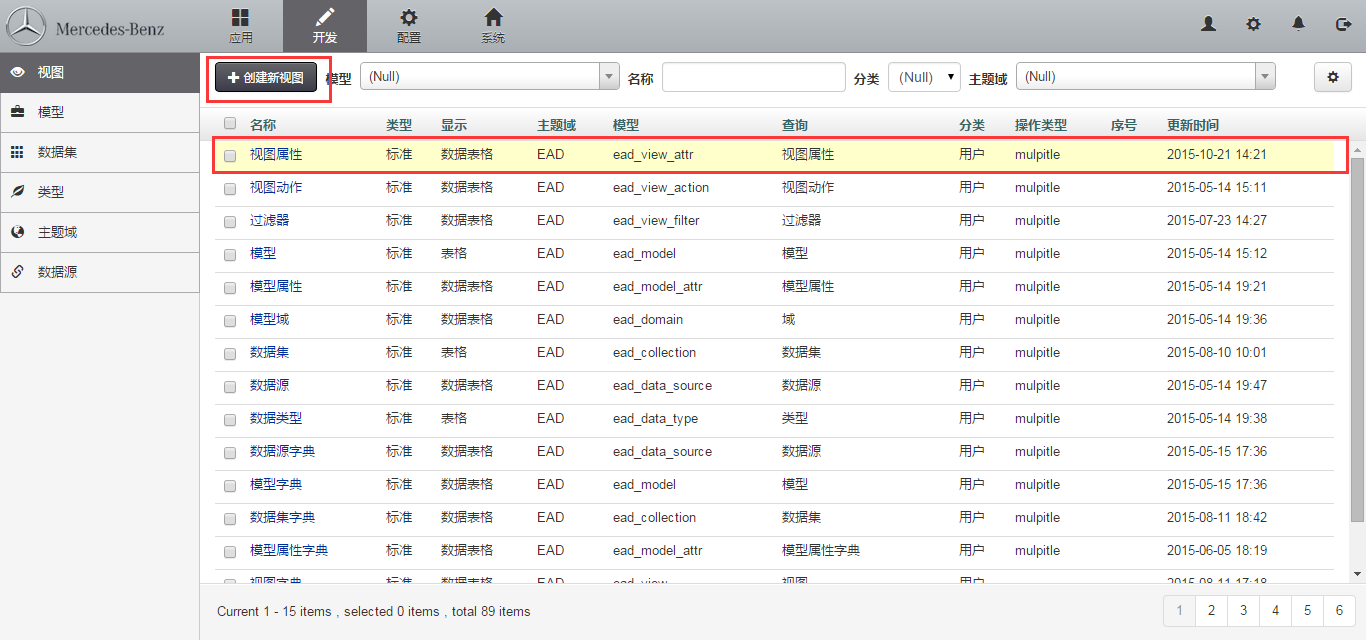 Mercedes-Benz
应用 开发 配置 系统
视图
模型
数据集
类型
主题域
数据源
创建新视图 模型 (Null) 名称 分类 (Null) 主题域 (Null)
名称 类型 显示 主题域 模型 查询 分类 操作类型 序号 更新时间
视图属性 标准 数据表格 EAD ead_view_attr 视图属性 用户 mulpitle 2015-10-21 14:21
视图动作 标准 数据表格 EAD ead_view_action 视图动作 用户 mulpitle 2015-05-14 15:11
过滤器 标准 数据表格 EAD ead_view_filter 过滤器 用户 mulpitle 2015-07-23 14:27
模型 标准 表格 EAD ead_model 模型 用户 mulpitle 2015-05-14 15:12
模型属性 标准 数据表格 EAD ead_model_attr 模型属性 用户 mulpitle 2015-05-14 19:21
模型域 标准 数据表格 EAD ead_domain 域 用户 mulpitle 2015-05-14 19:36
数据集 标准 表格 EAD ead_collection 数据集 用户 mulpitle 2015-08-10 10:01
数据源 标准 数据表格 EAD ead_data_source 数据源 用户 mulpitle 2015-05-14 19:47
数据类型 标准 表格 EAD ead_data_type 类型 用户 mulpitle 2015-05-14 19:38
数据源字典 标准 数据表格 EAD ead_data_source 数据源 用户 mulpitle 2015-05-15 17:36
模型字典 标准 数据表格 EAD ead_model 模型 用户 mulpitle 2015-05-15 17:36
数据集字典 标准 数据表格 EAD ead_collection 数据集 用户 mulpitle 2015-08-11 18:42
模型属性字典 标准 数据表格 EAD ead_model_attr 模型属性字典 用户 mulpitle 2015-06-05 18:19
视图字典 标准 数据表格 EAD ead_view 视图 用户 mulpitle 2015-08-11 17:18
Current 1 - 15 items , selected 0 items , total 89 items
1 2 3 4 5 6